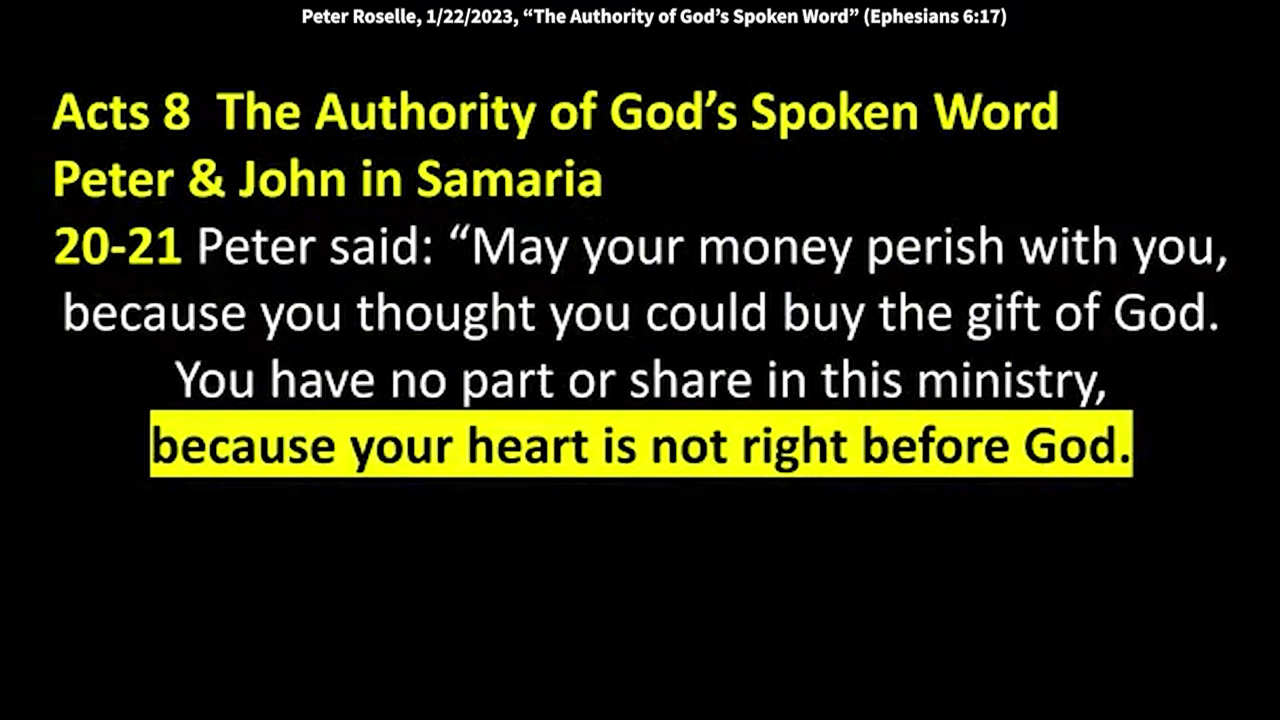 Peter Roselle, 1/22/2023, “The Authority of God’s Spoken Word” (Ephesians 6:17)
Acts 8  The Authority of God’s Spoken Word
Peter & John in Samaria
20-21 Peter said: “May your money perish with you,
because you thought you could buy the gift of God.
You have no part or share in this ministry,
because your heart is not right before God.